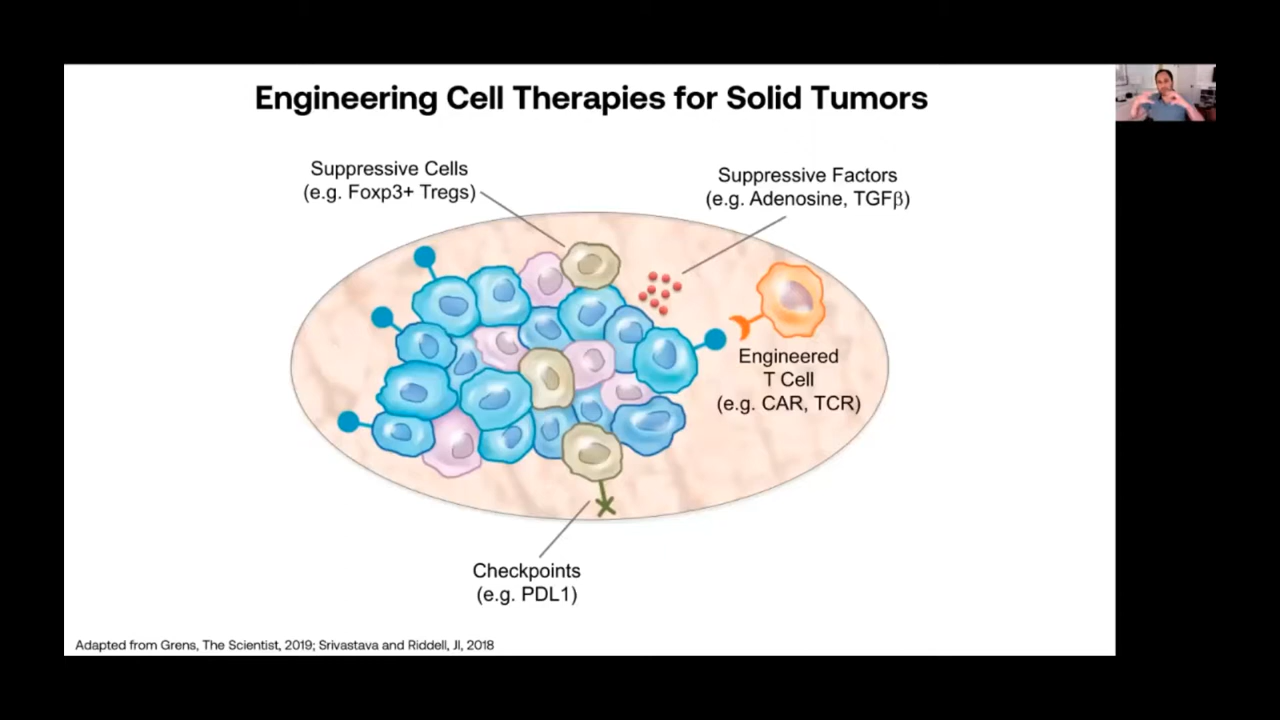 Engineering Cell Therapies for Solid Tumors
Suppressive Cells
(e.g. Foxp3+ Tregs)
Suppressive Factors
(e.g. Adenosine, TGFβ)
Engineered
T Cell
(e.g. CAR, TCR)
Checkpoints
(e.g. PDL1)
Adapted from Grens, The Scientist, 2019; Srivastava and Riddell, JI, 2018